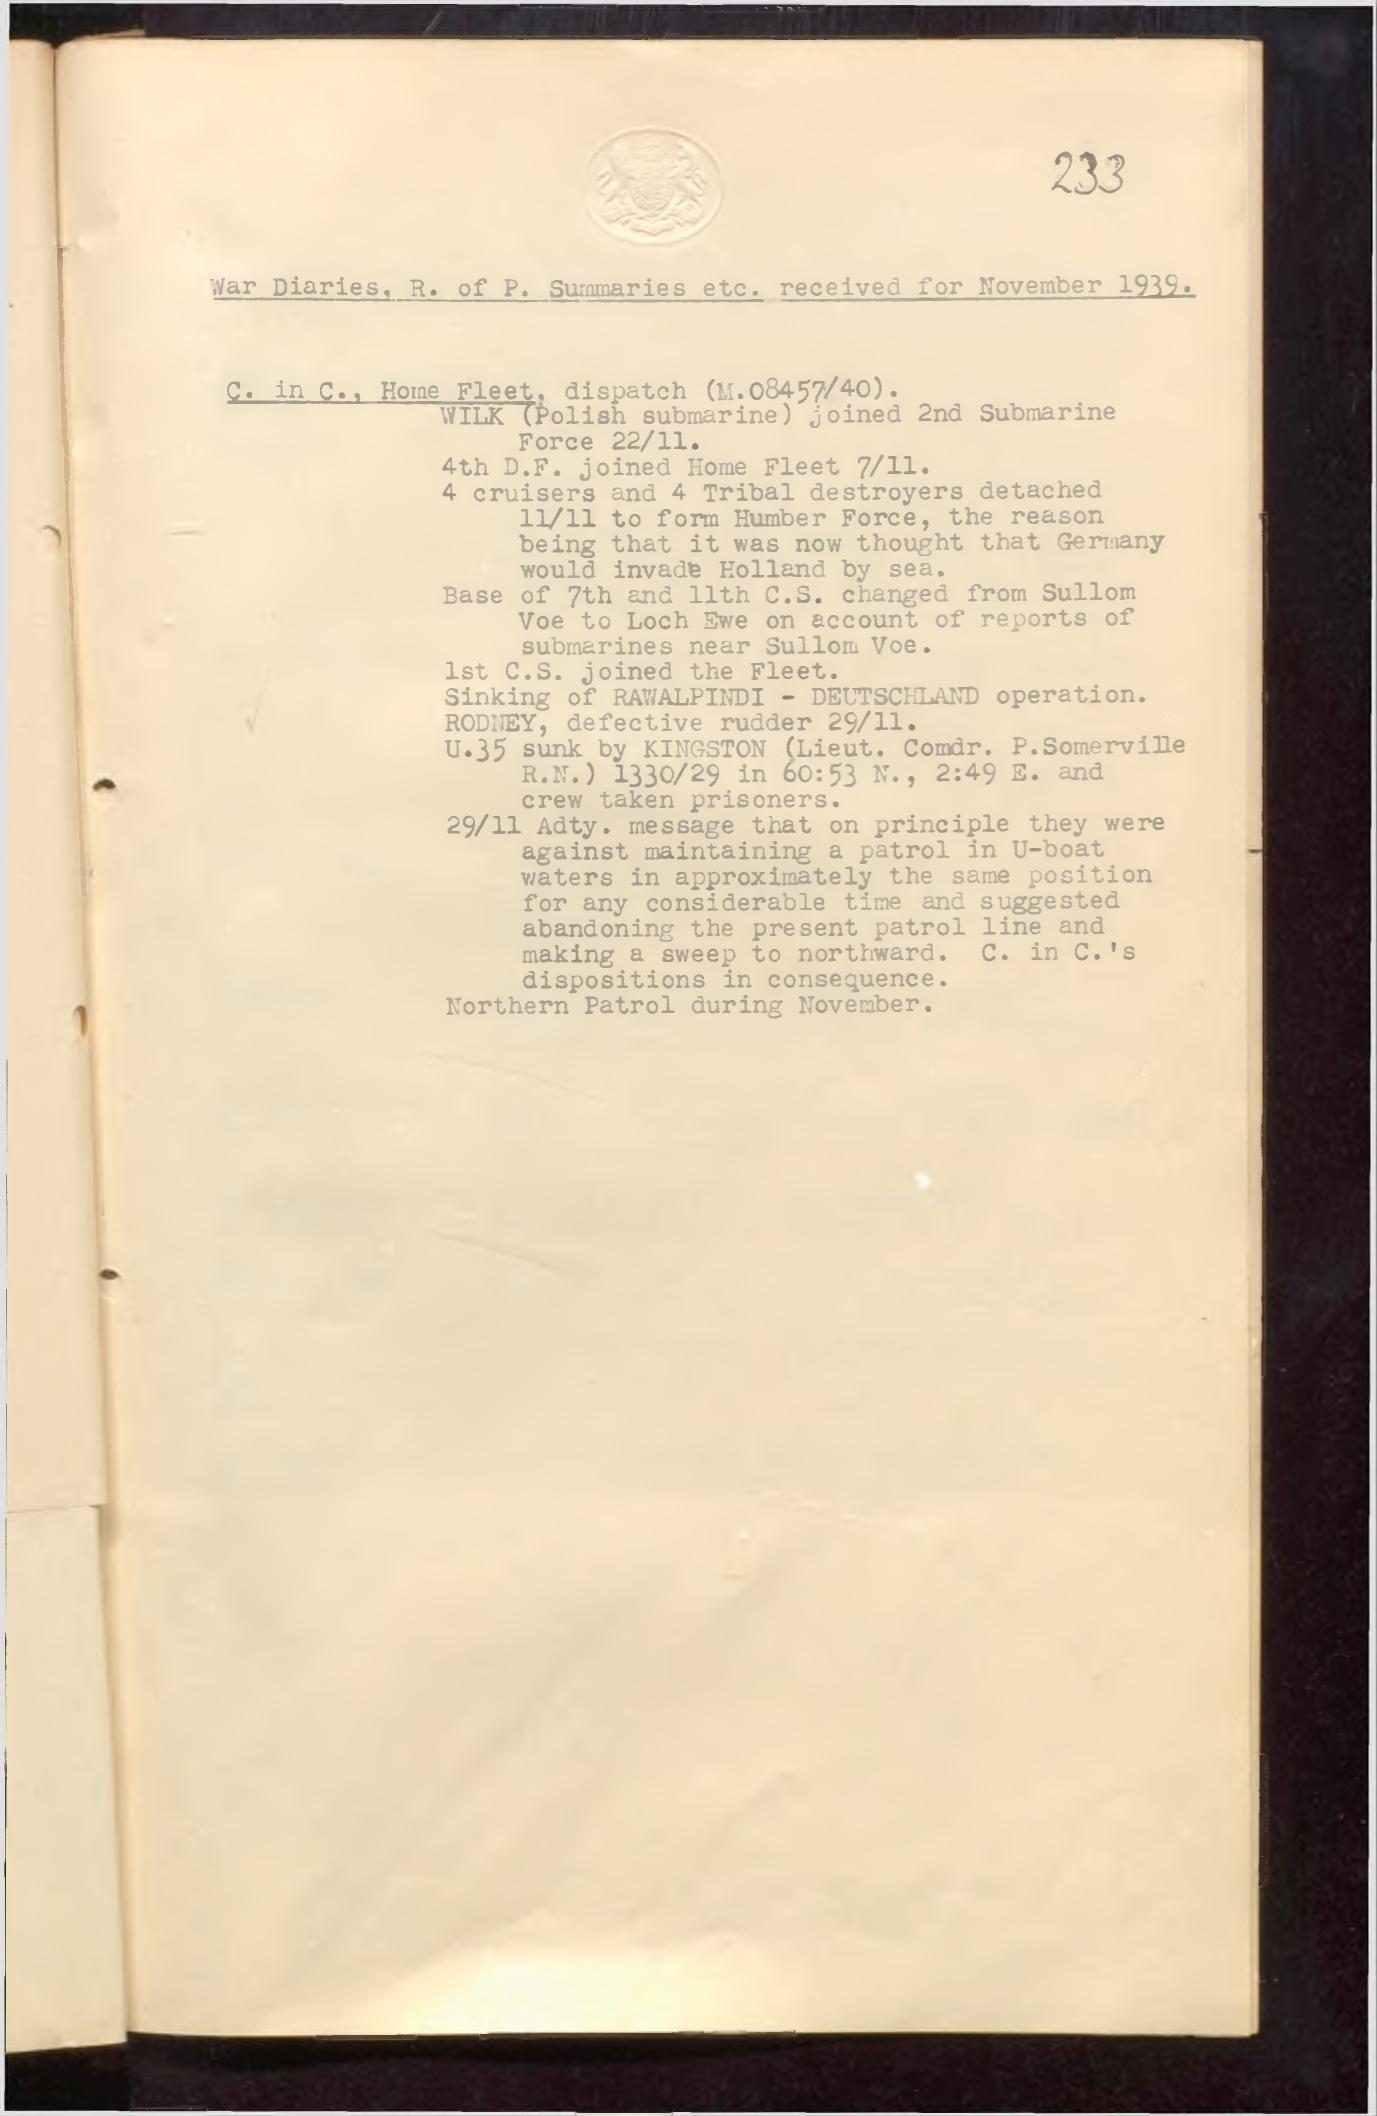 233
War Diaries, R. of P. Summaries etc. received for November 1939.
C. in C., Home Fleet, dispatch (M.08457/40).
WILK (Polish submarine) joined 2nd Submarine
Force 22/11.
4th D.F. joined Home Fleet 7/11.
4 cruisers and 4 Tribal destroyers detached
11/11 to form Humber Force, the reason
being that it was now thought that Germany
would invade Holland by sea.
Base of 7th and 11th C.S. changed from Sullom
Voe to Loch Ewe on account of reports of
submarines near Sullom Voe.
1st C.S. joined the Fleet.
Sinking of RAWALPINDI - DEUTSCHLAND operation.
RODNEY, defective rudder 29/11.
U.35 sunk by KINGSTON (Lieut. Comdr. P.Somerville
R.N.) 1330/29 in 60:53 N., 2:49 E. and
crew taken prisoners.
29/11 Adty. message that on principle they were
against maintaining a patrol in U-boat
waters in approximately the same position
for any considerable time and suggested
abandoning the present patrol line and
making a sweep to northward.  C. in C.'s
dispositions in consequence.
Northern Patrol during November.